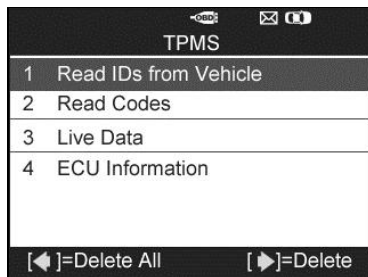 OBD
TPMS
1 Read IDs from Vehicle
2 Read Codes
3 Live Data
4 ECU Information
[◀]=Delete All [▶]=Delete